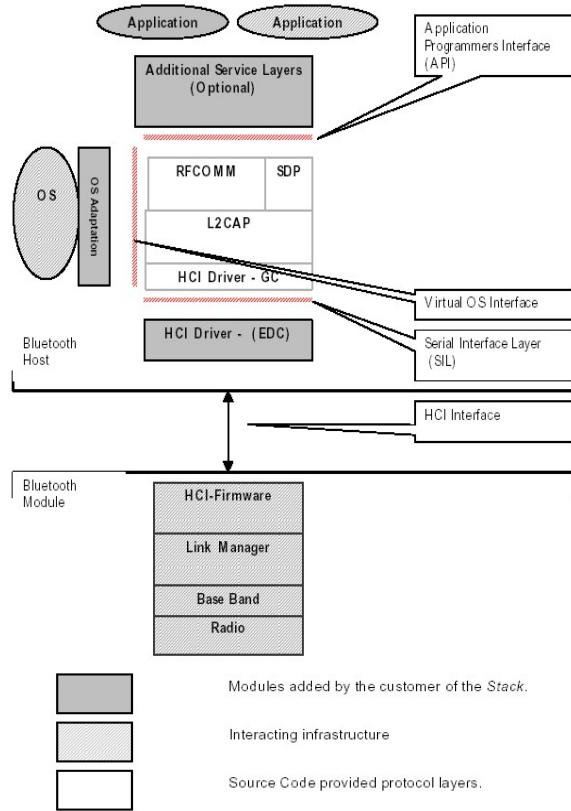 Application
Application
Application
Programmers Interface
(API)
Additional Service Layers
(Optional)
OS
OS Adaptation
RFCOMM
SDP
L2CAP
HCI Driver - GC
Virtual OS Interface
HCI Driver - (EDC)
Serial Interface Layer
(SIL)
Bluetooth
Host
HCI Interface
Bluetooth
Module
HCI-Firmware
Link Manager
Base Band
Radio
Modules added by the customer of the Stack.
Interacting infrastructure
Source Code provided protocol layers.